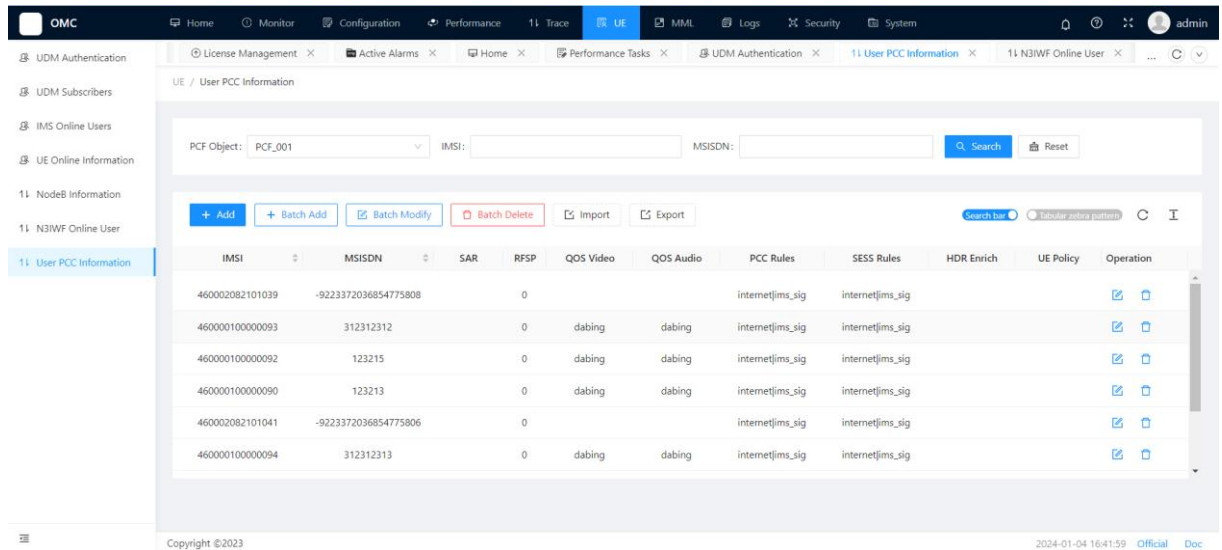 OMC Home Monitor Configuration Performance Trace UE MML Logs Security System admin
License Management Active Alarms Home Performance Tasks UDM Authentication User PCC Information N3IWF Online User ...
UDM Authentication
UDM Subscribers
IMS Online Users
UE Online Information
NodeB Information
N3IWF Online User
User PCC Information
UE / User PCC Information
PCF Object: PCF_001 IMSI: MSISDN: Search Reset
Add Batch Add Batch Modify Batch Delete Import Export Search bar Tabular zebra pattern
IMSI MSISDN SAR RFSP QOS Video QOS Audio PCC Rules SESS Rules HDR Enrich UE Policy Operation
460002082101039 -9223372036854775808 0 internet|ims_sig internet|ims_sig
460000100000093 312312312 0 dabing dabing internet|ims_sig internet|ims_sig
460000100000092 123215 0 dabing dabing internet|ims_sig internet|ims_sig
460000100000090 123213 0 dabing dabing internet|ims_sig internet|ims_sig
460002082101041 -9223372036854775806 0 internet|ims_sig internet|ims_sig
460000100000094 312312313 0 dabing dabing internet|ims_sig internet|ims_sig
Copyright ©2023 2024-01-04 16:41:59 Official Doc